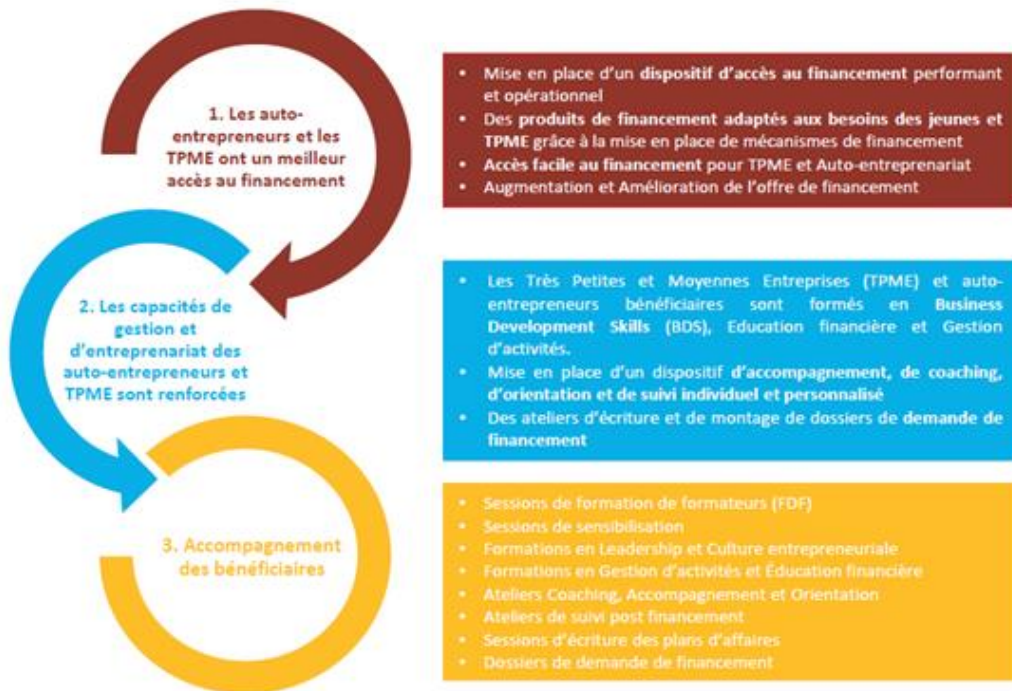 1. Les auto-
entrepreneurs et les
TPME ont un meilleur
accès au financement
• Mise en place d'un dispositif d'accès au financement performant
et opérationnel
• Des produits de financement adaptés aux besoins des jeunes et
TPME grâce à la mise en place de mécanismes de financement
• Accès facile au financement pour TPME et Auto-entreprenariat
• Augmentation et Amélioration de l'offre de financement
2. Les capacités de
gestion et
d'entreprenariat des
auto-entrepreneurs et
TPME sont renforcées
• Les Très Petites et Moyennes Entreprises (TPME) et auto-
entrepreneurs bénéficiaires sont formés en Business
Development Skills (BDS), Education financière et Gestion
d'activités.
• Mise en place d'un dispositif d'accompagnement, de coaching,
d'orientation et de suivi individuel et personnalisé
• Des ateliers d'écriture et de montage de dossiers de demande de
financement
3. Accompagnement
des bénéficiaires
• Sessions de formation de formateurs (FDF)
• Sessions de sensibilisation
• Formations en Leadership et Culture entrepreneuriale
• Formations en Gestion d'activités et Éducation financière
• Ateliers Coaching, Accompagnement et Orientation
• Ateliers de suivi post financement
• Sessions d'écriture des plans d'affaires
• Dossiers de demande de financement